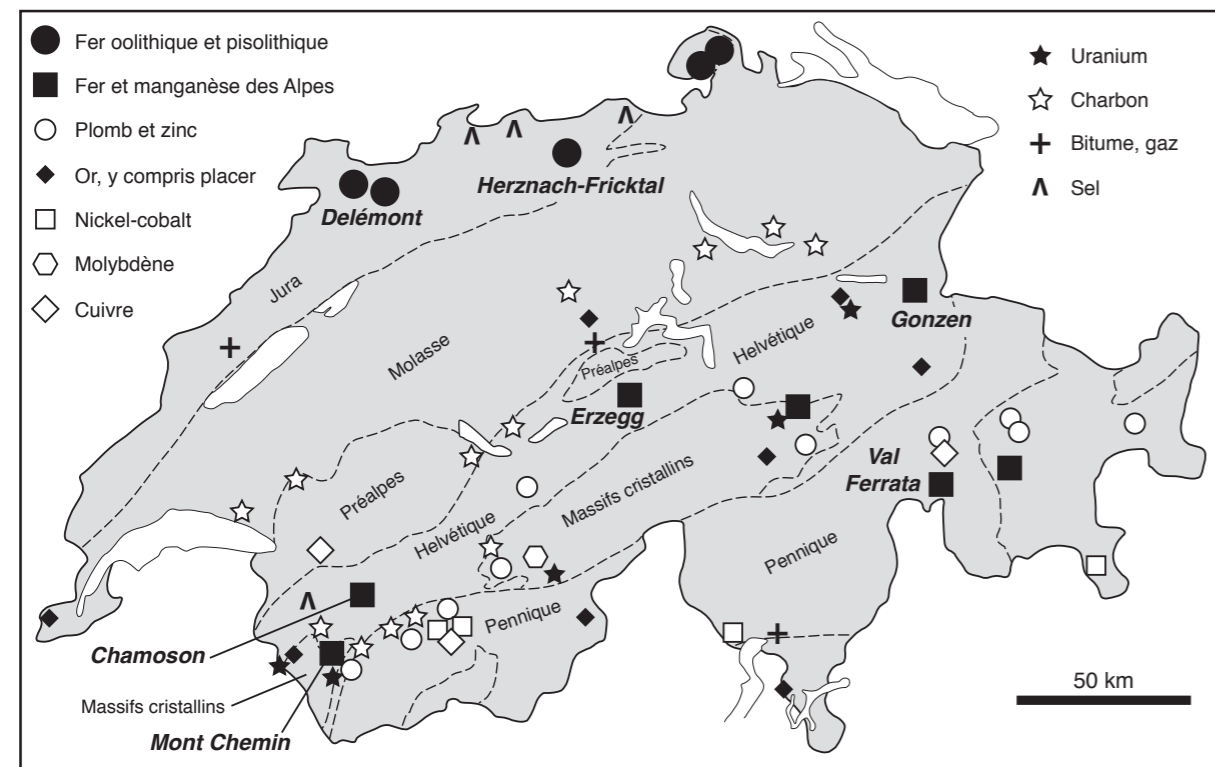 Fer oolithique et pisolithique
Fer et manganèse des Alpes
Plomb et zinc
Or, y compris placer
Nickel-cobalt
Molybdène
Cuivre
Uranium
Charbon
Bitume, gaz
Sel
Herznach-Fricktal
Delémont
Jura
Molasse
Préalpes
Helvétique
Gonzen
Erzegg
Val
Ferrata
Préalpes
Helvétique
Massifs cristallins
Pennique
Pennique
Chamoson
Massifs cristallins
Mont Chemin
50 km